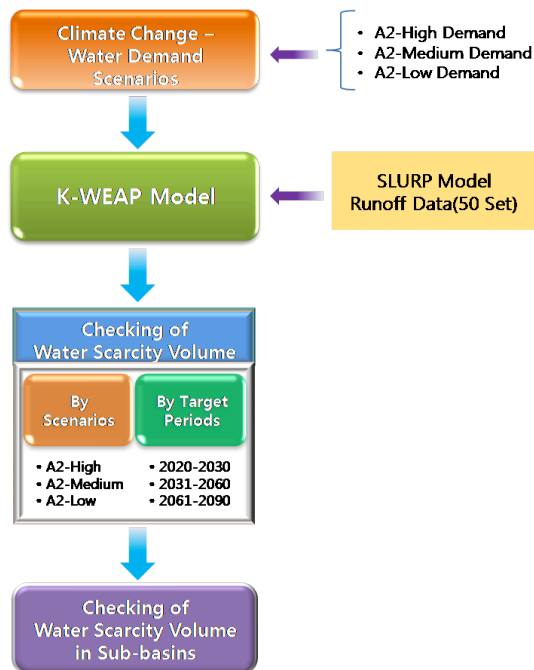 Climate Change –
Water Demand
Scenarios
• A2-High Demand
• A2-Medium Demand
• A2-Low Demand
K-WEAP Model
SLURP Model
Runoff Data(50 Set)
Checking of
Water Scarcity Volume
By
Scenarios
By Target
Periods
• A2-High
• A2-Medium
• A2-Low
• 2020-2030
• 2031-2060
• 2061-2090
Checking of
Water Scarcity Volume
in Sub-basins